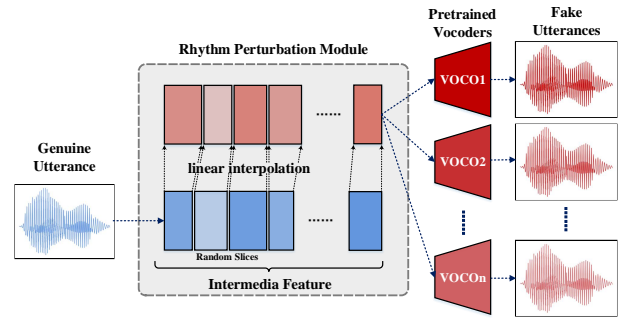 Pretrained
Vocoders
Fake
Utterances
Rhythm Perturbation Module
VOCO1
Genuine
Utterance
linear interpolation
VOCO2
Random Slices
Intermedia Feature
VOCOn